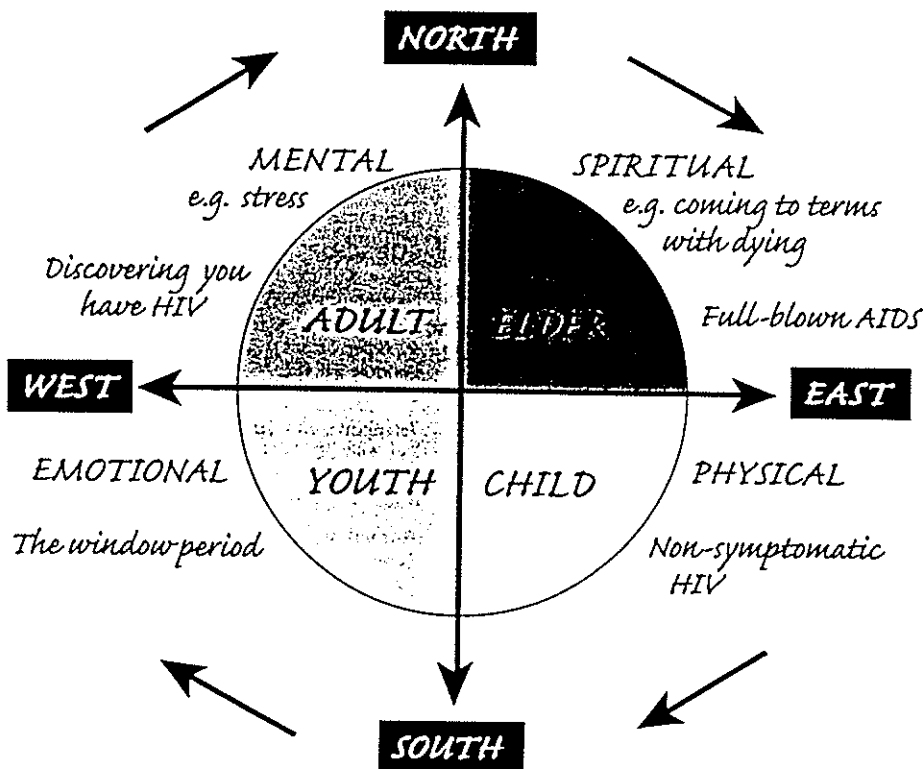 NORTH
MENTAL
e.g. stress
SPIRITUAL
e.g. coming to terms
with dying
Discovering you
have HIV
ADULT
ELDER
Full-blown AIDS
WEST
EAST
EMOTIONAL
YOUTH
CHILD
PHYSICAL
The window period
Non-symptomatic
HIV
SOUTH